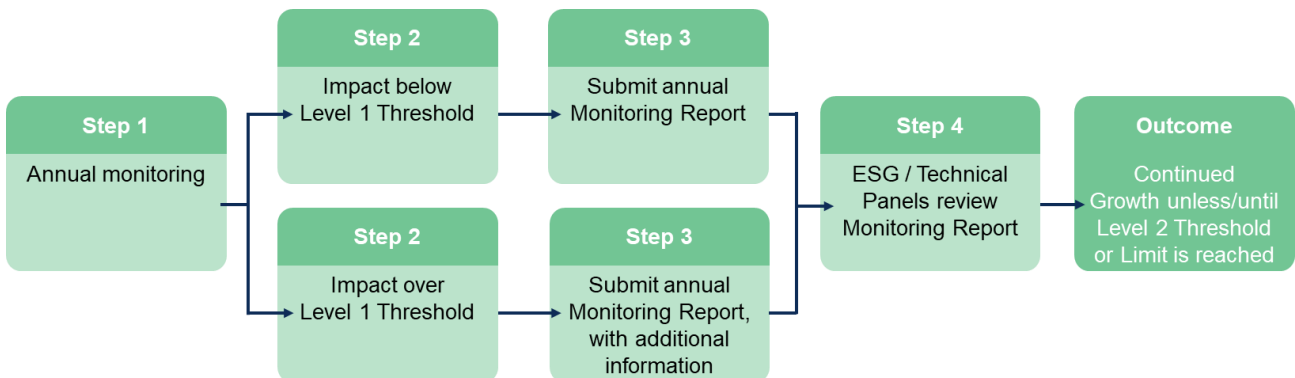 Step 1
Annual monitoring
Step 2
Impact below
Level 1 Threshold
Step 3
Submit annual
Monitoring Report
Step 2
Impact over
Level 1 Threshold
Step 3
Submit annual
Monitoring Report,
with additional
information
Step 4
ESG / Technical
Panels review
Monitoring Report
Outcome
Continued
Growth unless/until
Level 2 Threshold
or Limit is reached